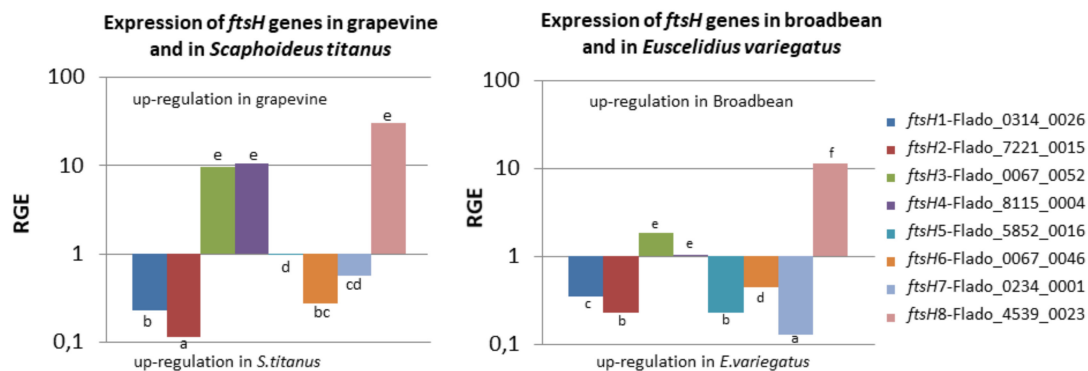 Expression of ftsH genes in grapevine
and in Scaphoideus titanus
100
10
1
0,1
RGE
up-regulation in grapevine
b
a
e
e
d
bc
cd
e
up-regulation in S.titanus
Expression of ftsH genes in broadbean
and in Euscelidius variegatus
100
10
1
0,1
RGE
up-regulation in Broadbean
c
b
e
e
b
d
a
f
up-regulation in E.variegatus
ftsH1-Flado_0314_0026
ftsH2-Flado_7221_0015
ftsH3-Flado_0067_0052
ftsH4-Flado_8115_0004
ftsH5-Flado_5852_0016
ftsH6-Flado_0067_0046
ftsH7-Flado_0234_0001
ftsH8-Flado_4539_0023